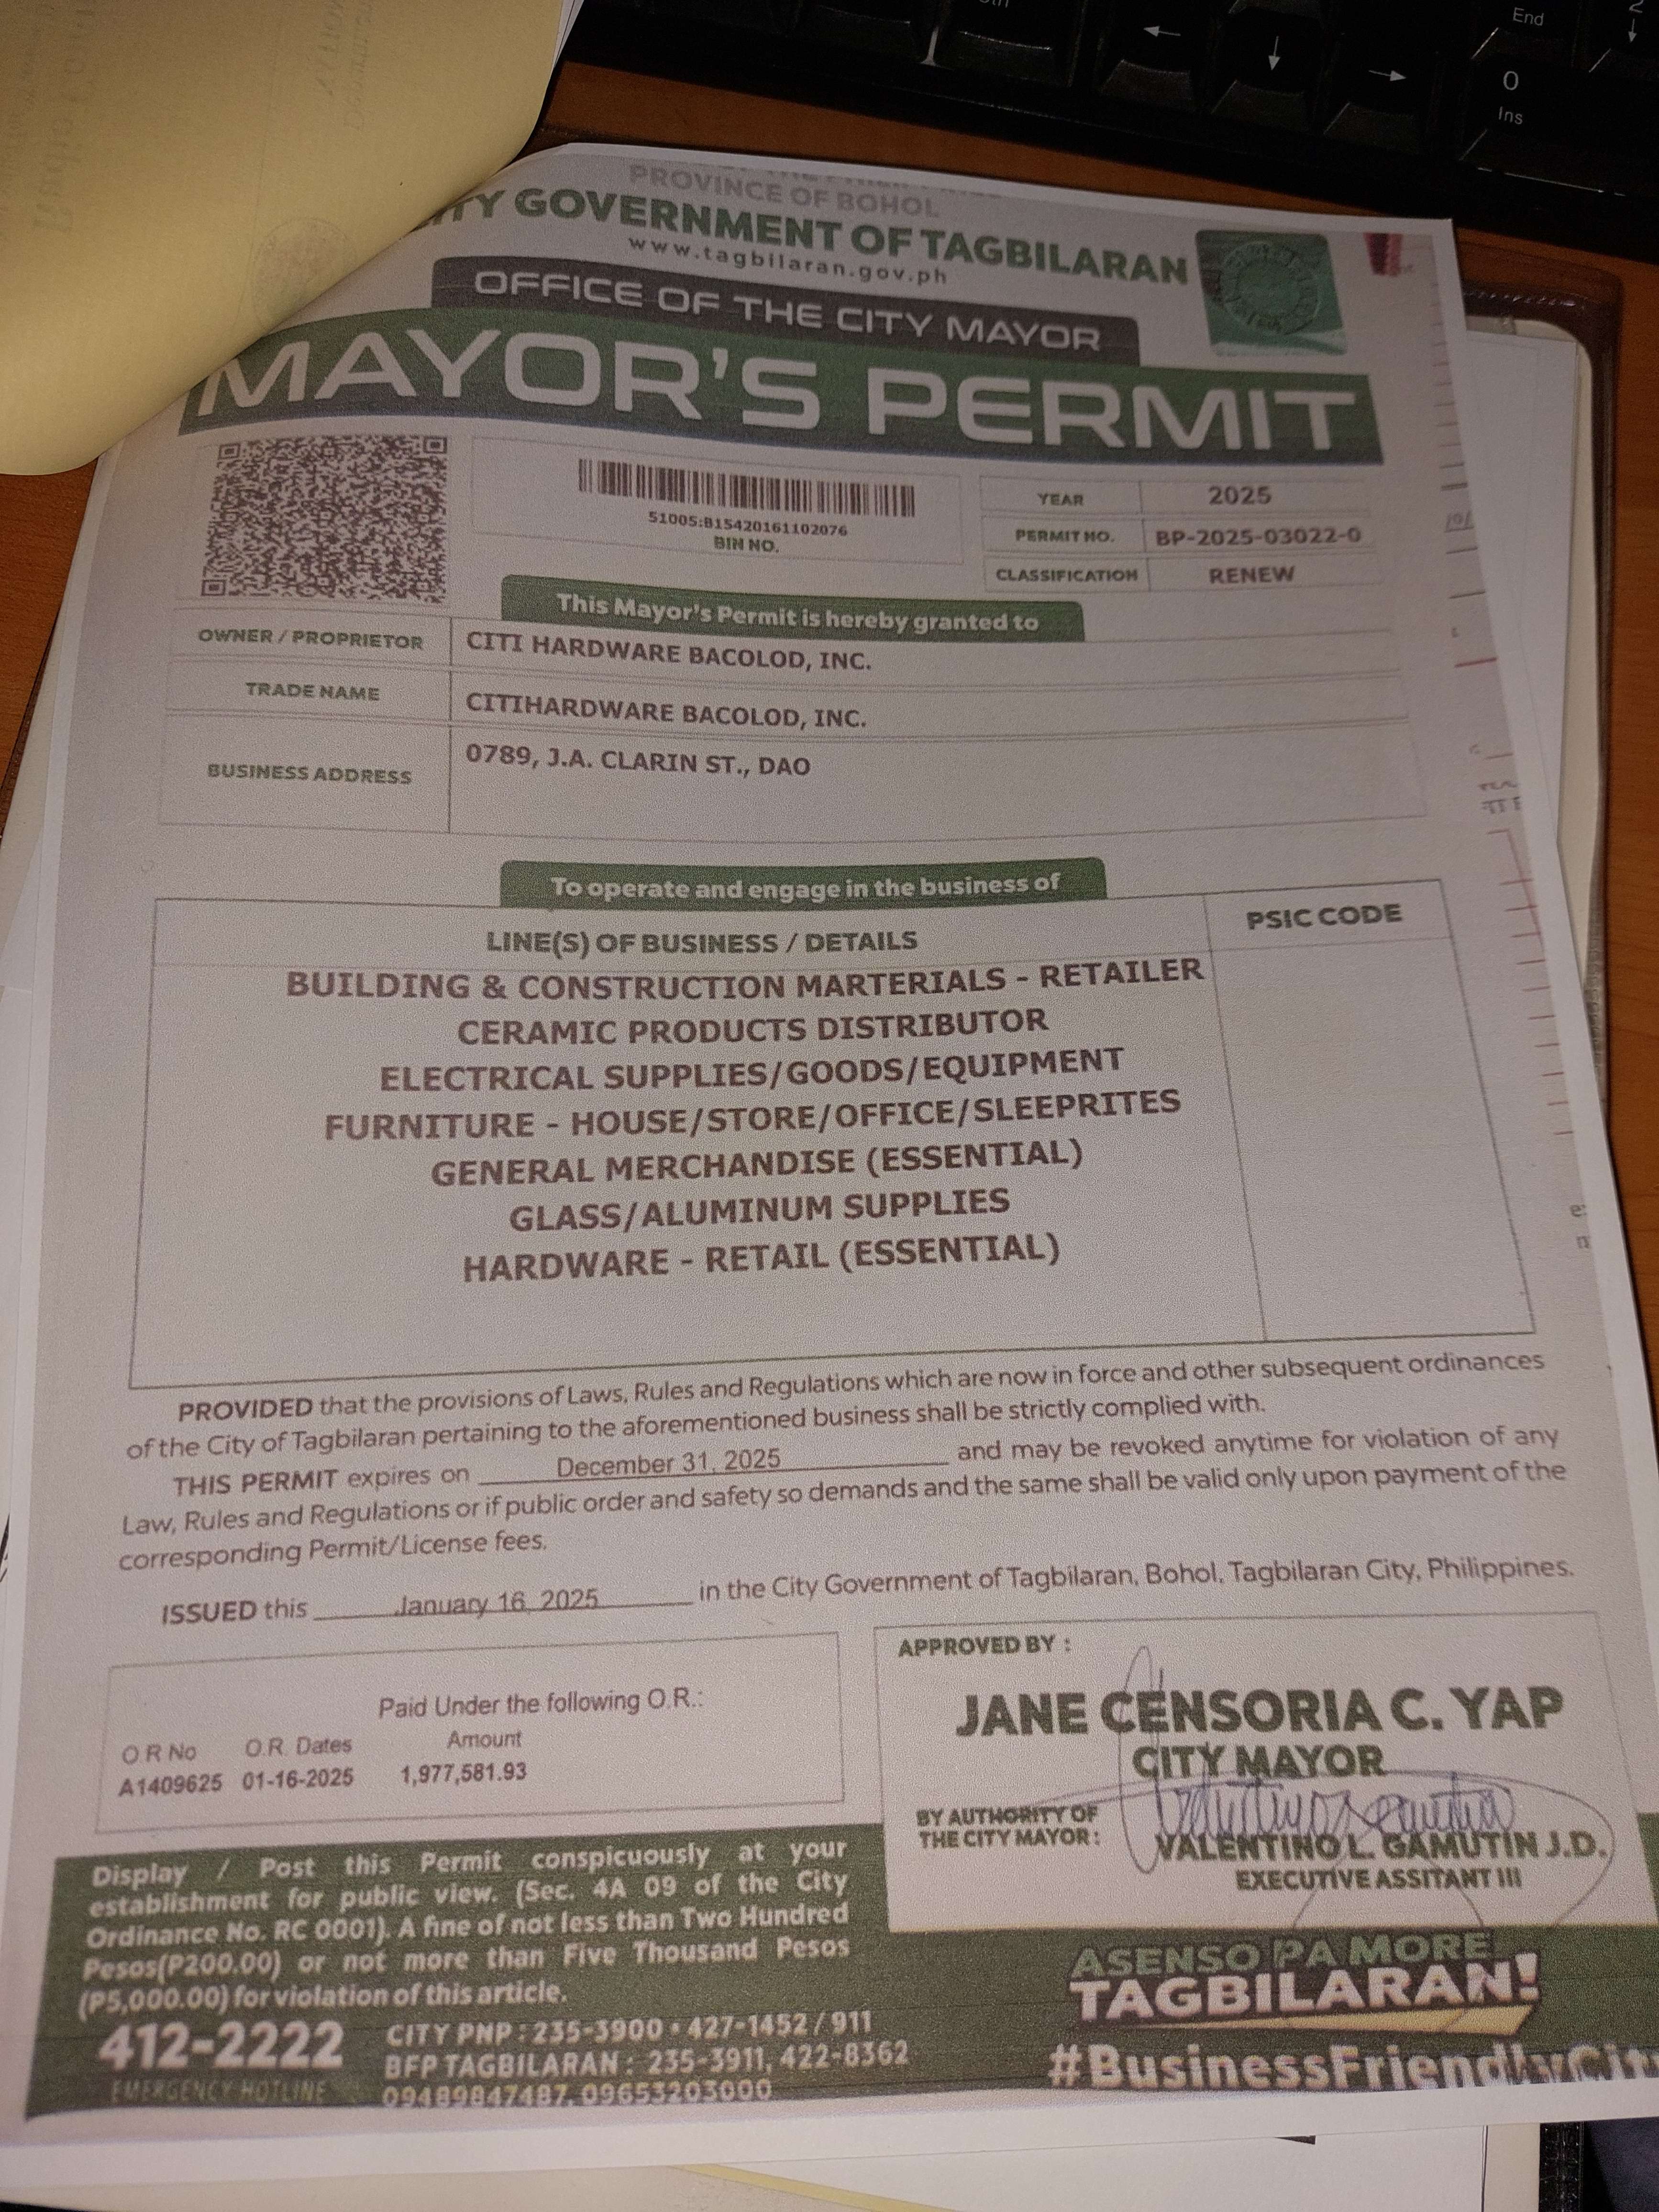 End
0
Ins
PROVINCE OF BOHOL
GOVERNMENT OF TAGBILARAN
www.tagbilaran.gov.ph
OFFICE OF THE CITY MAYOR
MAYOR'S PERMIT
51005:B15420161102076
BIN NO.
YEAR 2025
PERMIT NO. BP-2025-03022-0
CLASSIFICATION RENEW
This Mayor's Permit is hereby granted to
OWNER / PROPRIETOR CITI HARDWARE BACOLOD, INC.
TRADE NAME CITIHARDWARE BACOLOD, INC.
BUSINESS ADDRESS 0789, J.A. CLARIN ST., DAO
To operate and engage in the business of
LINE(S) OF BUSINESS / DETAILS PSIC CODE
BUILDING & CONSTRUCTION MARTERIALS - RETAILER
CERAMIC PRODUCTS DISTRIBUTOR
ELECTRICAL SUPPLIES/GOODS/EQUIPMENT
FURNITURE - HOUSE/STORE/OFFICE/SLEEPRITES
GENERAL MERCHANDISE (ESSENTIAL)
GLASS/ALUMINUM SUPPLIES
HARDWARE - RETAIL (ESSENTIAL)
PROVIDED that the provisions of Laws, Rules and Regulations which are now in force and other subsequent ordinances
of the City of Tagbilaran pertaining to the aforementioned business shall be strictly complied with.
THIS PERMIT expires on December 31, 2025 and may be revoked anytime for violation of any
Law, Rules and Regulations or if public order and safety so demands and the same shall be valid only upon payment of the
corresponding Permit/License fees.
ISSUED this January 16, 2025 in the City Government of Tagbilaran, Bohol, Tagbilaran City, Philippines.
Paid Under the following O.R.:
O.R No O.R. Dates Amount
A1409625 01-16-2025 1,977,581.93
APPROVED BY :
JANE CENSORIA C. YAP
CITY MAYOR
BY AUTHORITY OF
THE CITY MAYOR:
VALENTINO L. GAMUTIN J.D.
EXECUTIVE ASSITANT III
Display / Post this Permit conspicuously at your
establishment for public view. (Sec. 4A 09 of the City
Ordinance No. RC 0001). A fine of not less than Two Hundred
Pesos(P200.00) or not more than Five Thousand Pesos
(P5,000.00) for violation of this article.
412-2222
EMERGENCY HOTLINE
CITY PNP : 235-3900 • 427-1452 / 911
BFP TAGBILARAN : 235-3911, 422-8362
09489847487, 09653203000
ASENSO PA MORE
TAGBILARAN!
#BusinessFriendlyCity